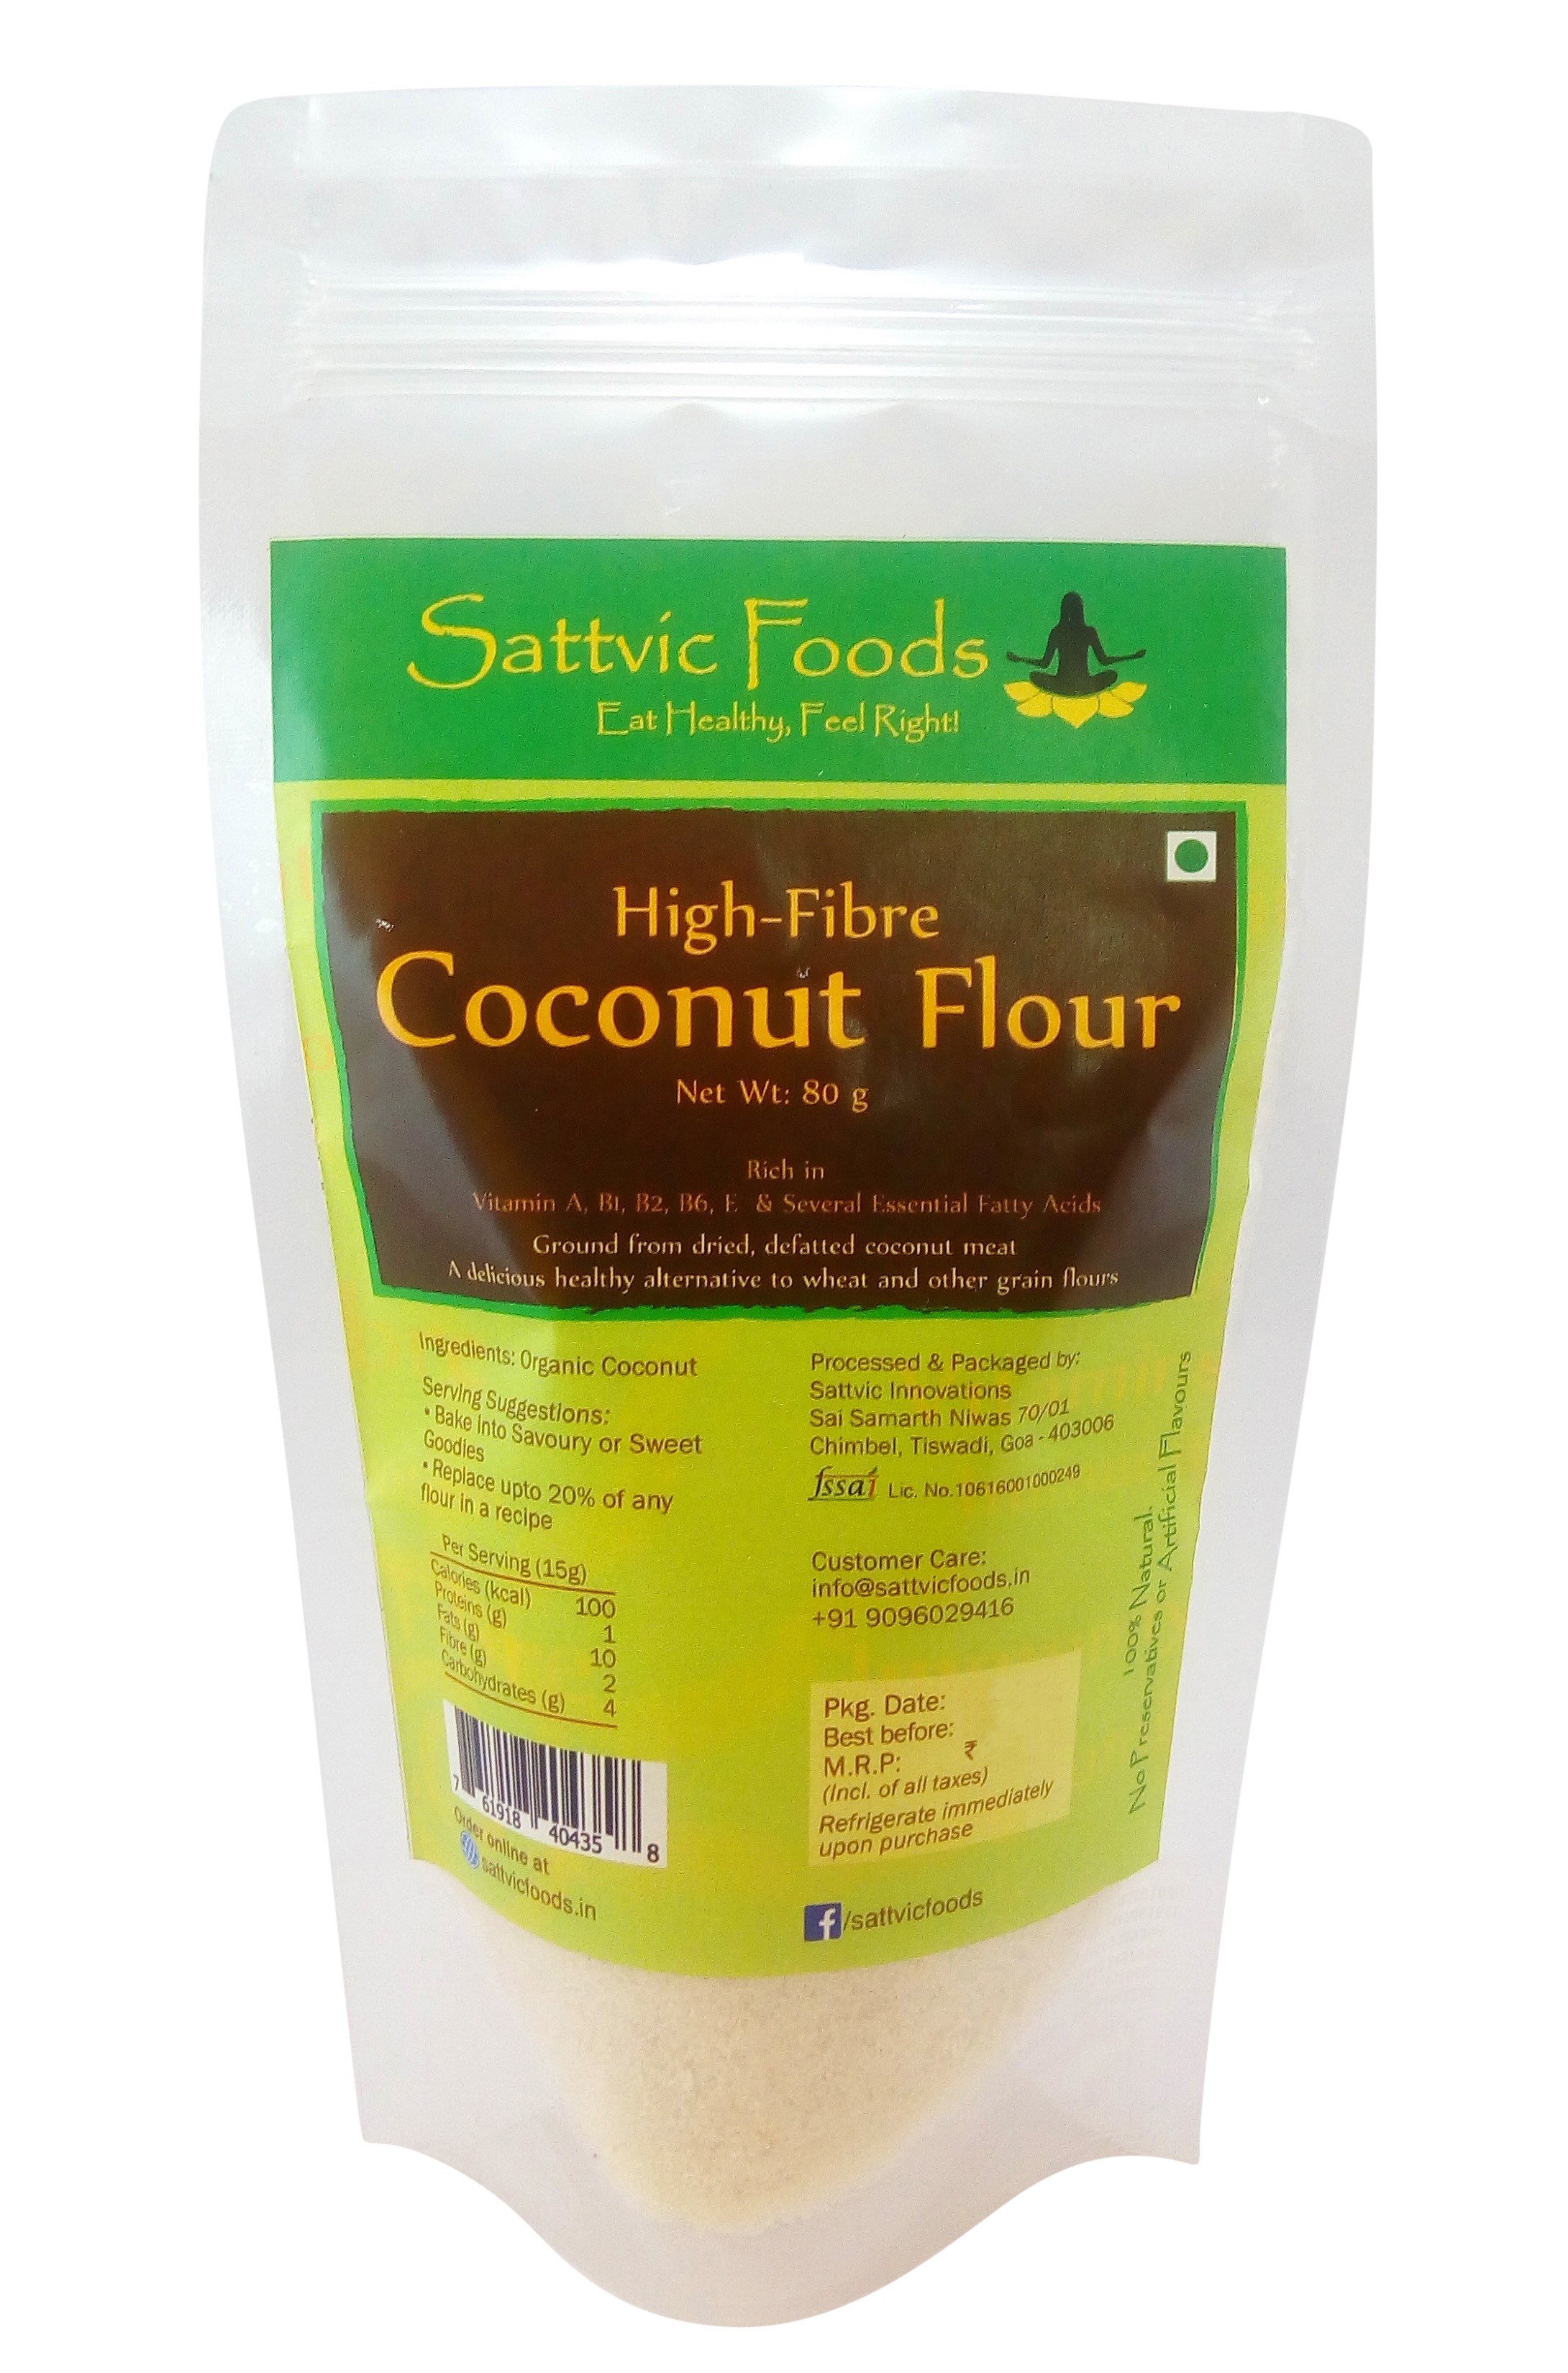 Sattvic Foods
Eat Healthy, Feel Right!
High-Fibre
Coconut Flour
Net Wt: 80 g
Rich in
Vitamin A, B1, B2, B6, E & Several Essential Fatty Acids
Ground from dried, defatted coconut meat
A delicious healthy alternative to wheat and other grain flours
Ingredients: Organic Coconut
Serving Suggestions:
• Bake into Savoury or Sweet
Goodies
• Replace upto 20% of any
flour in a recipe
Per Serving (15g)
Calories (kcal) 100
Proteins (g) 1
Fats (g) 10
Fibre (g) 2
Carbohydrates (g) 4
7 61918 40435 8
Order online at
sattvicfoods.in
Processed & Packaged by:
Sattvic Innovations
Sai Samarth Niwas 70/01
Chimbel, Tiswadi, Goa - 403006
fssai Lic. No.10616001000249
Customer Care:
info@sattvicfoods.in
+91 9096029416
Pkg. Date:
Best before:
M.R.P: ₹
(Incl. of all taxes)
Refrigerate immediately
upon purchase
f/sattvicfoods
100% Natural.
No Preservatives or Artificial Flavours